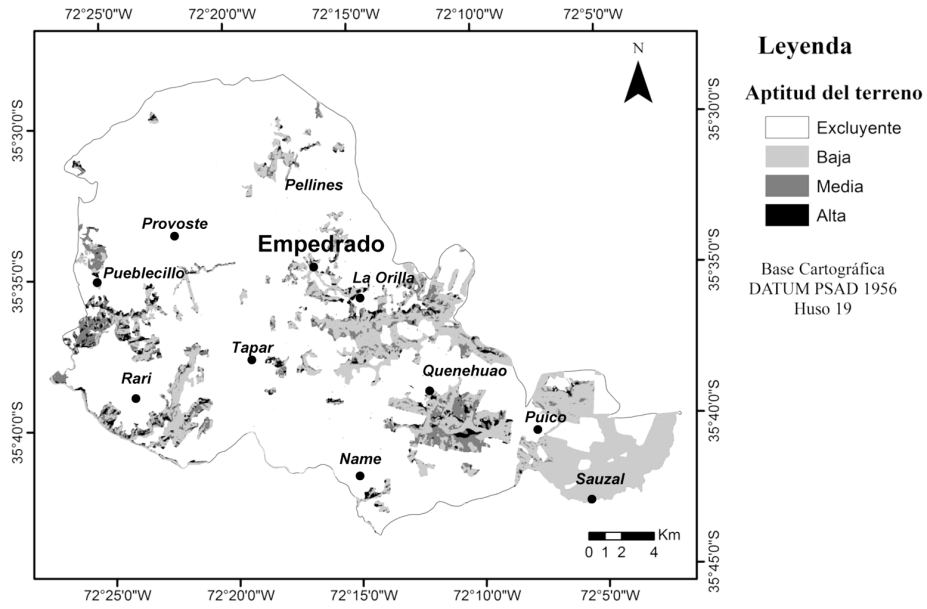 72°25'0"W 72°20'0"W 72°15'0"W 72°10'0"W 72°5'0"W
Leyenda
N
Aptitud del terreno
Excluyente
Baja
Media
Alta
Base Cartográfica
DATUM PSAD 1956
Huso 19
35°30'0"S
35°35'0"S
35°40'0"S
35°30'0"S
35°35'0"S
35°40'0"S
35°45'0"S
Pellines
Provoste
Empedrado
Pueblecillo
La Orilla
Tapar
Quenehuao
Rari
Puico
Name
Sauzal
Km
0 1 2 4
72°25'0"W 72°20'0"W 72°15'0"W 72°10'0"W 72°5'0"W